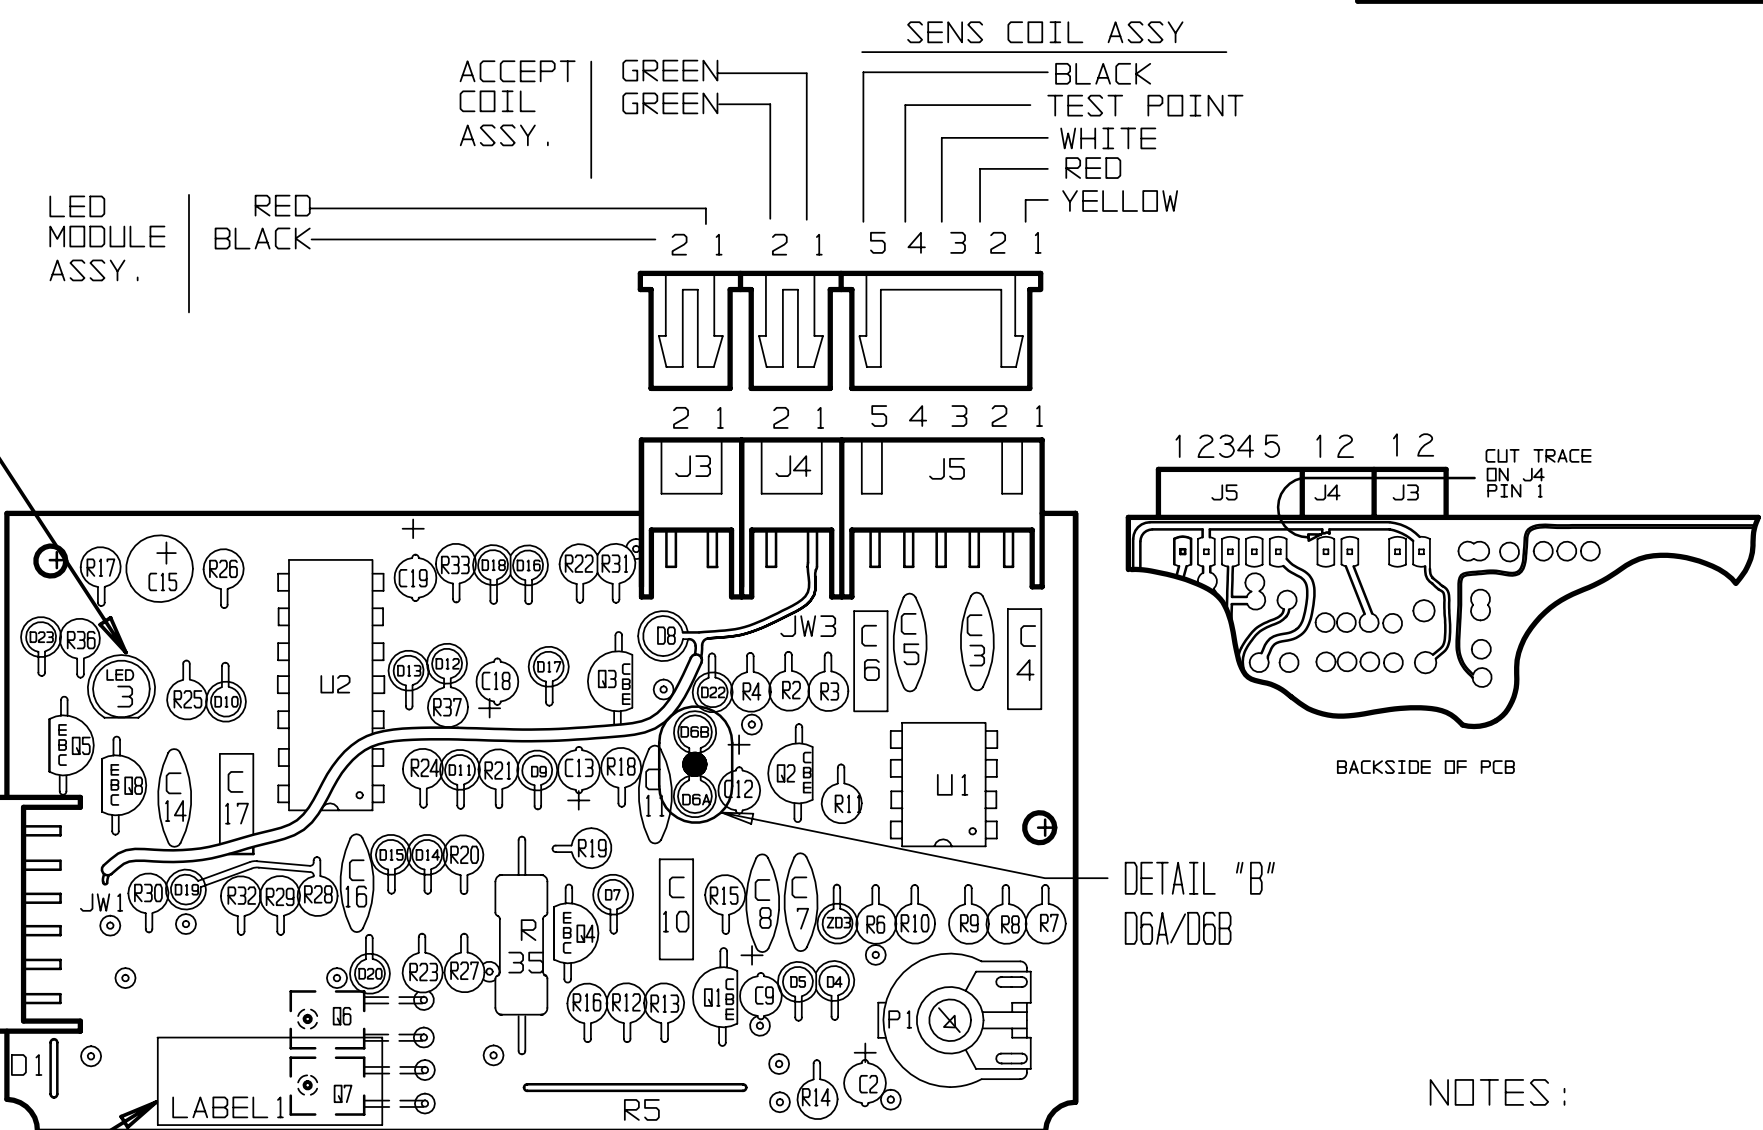 SENS COIL ASSY
ACCEPT
COIL
ASSY.
GREEN
GREEN
BLACK
TEST POINT
WHITE
RED
YELLOW
LED
MODULE
ASSY.
RED
BLACK
2 1 2 1 5 4 3 2 1
2 1 2 1 5 4 3 2 1
J3 J4 J5
1 2 3 4 5 1 2 1 2
J5 J4 J3
CUT TRACE
ON J4
PIN 1
BACKSIDE OF PCB
R17 + C15 R26 + C19 R33 D18 D16 R22 R31
D23 R36 D8 JW3 C6 C5 C3 C4
LED
3
R25 D10 U2 D13 D12 R37 C18 + D17 Q3 CBE D22 R4 R2 R3
EBC Q5 EBC Q8 C14 C17 R24 D11 R21 D9 C13 + R18 C11 D6B D6A + C12 Q2 CBE R11 U1
D15 D14 R20 R19
JW1 R30 D19 R32 R29 R28 C16 R35 EBC Q4 D7 C10 R15 C8 C7 ZD3 R6 R10 R9 R8 R7
DETAIL "B"
D6A/D6B
D20 R23 R27 R16 R12 R13 Q1 BE + C9 D5 D4 P1
Q6
D1 Q7
LABEL1
R5 R14 + C2
NOTES: